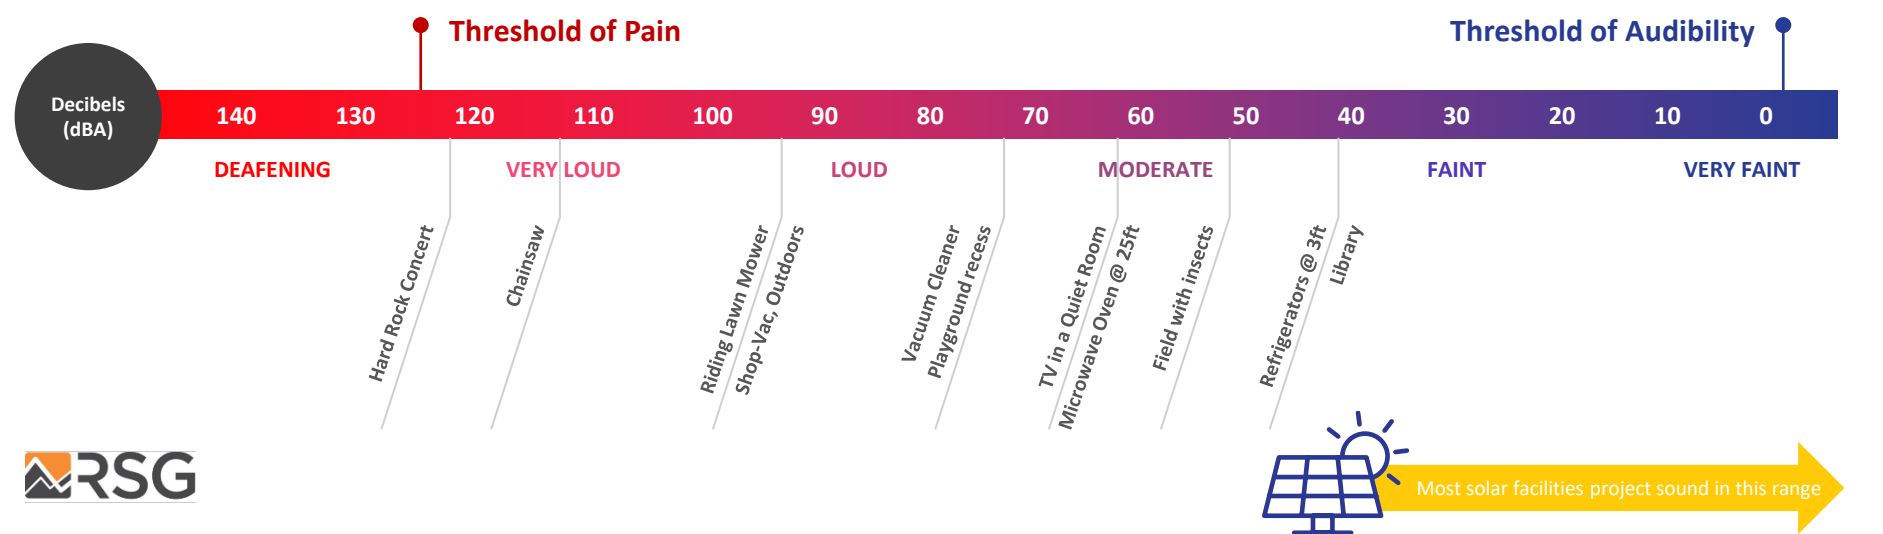 Threshold of Pain
Threshold of Audibility
Decibels
(dBA)
140 130 120 110 100 90 80 70 60 50 40 30 20 10 0
DEAFENING VERY LOUD LOUD MODERATE FAINT VERY FAINT
Hard Rock Concert
Chainsaw
Riding Lawn Mower
Shop-Vac, Outdoors
Vacuum Cleaner
Playground recess
TV in a Quiet Room
Microwave Oven @ 25ft
Field with insects
Refrigerators @ 3ft
Library
RSG
Most solar facilities project sound in this range